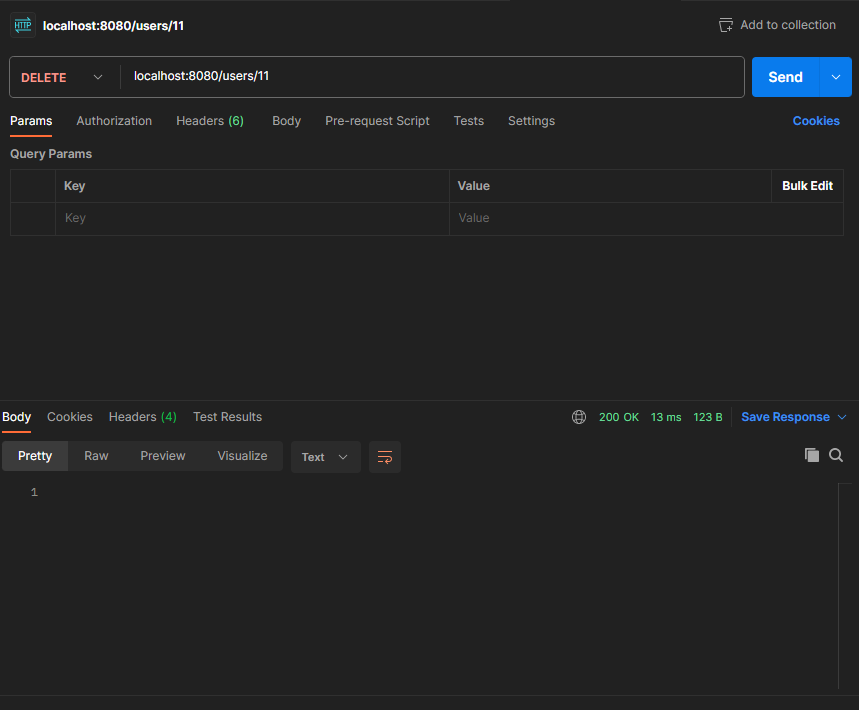 HTTP localhost:8080/users/11 Add to collection
DELETE localhost:8080/users/11 Send
Params Authorization Headers (6) Body Pre-request Script Tests Settings Cookies
Query Params
Key Value Bulk Edit
Key Value
Body Cookies Headers (4) Test Results 200 OK 13 ms 123 B Save Response
Pretty Raw Preview Visualize Text
1